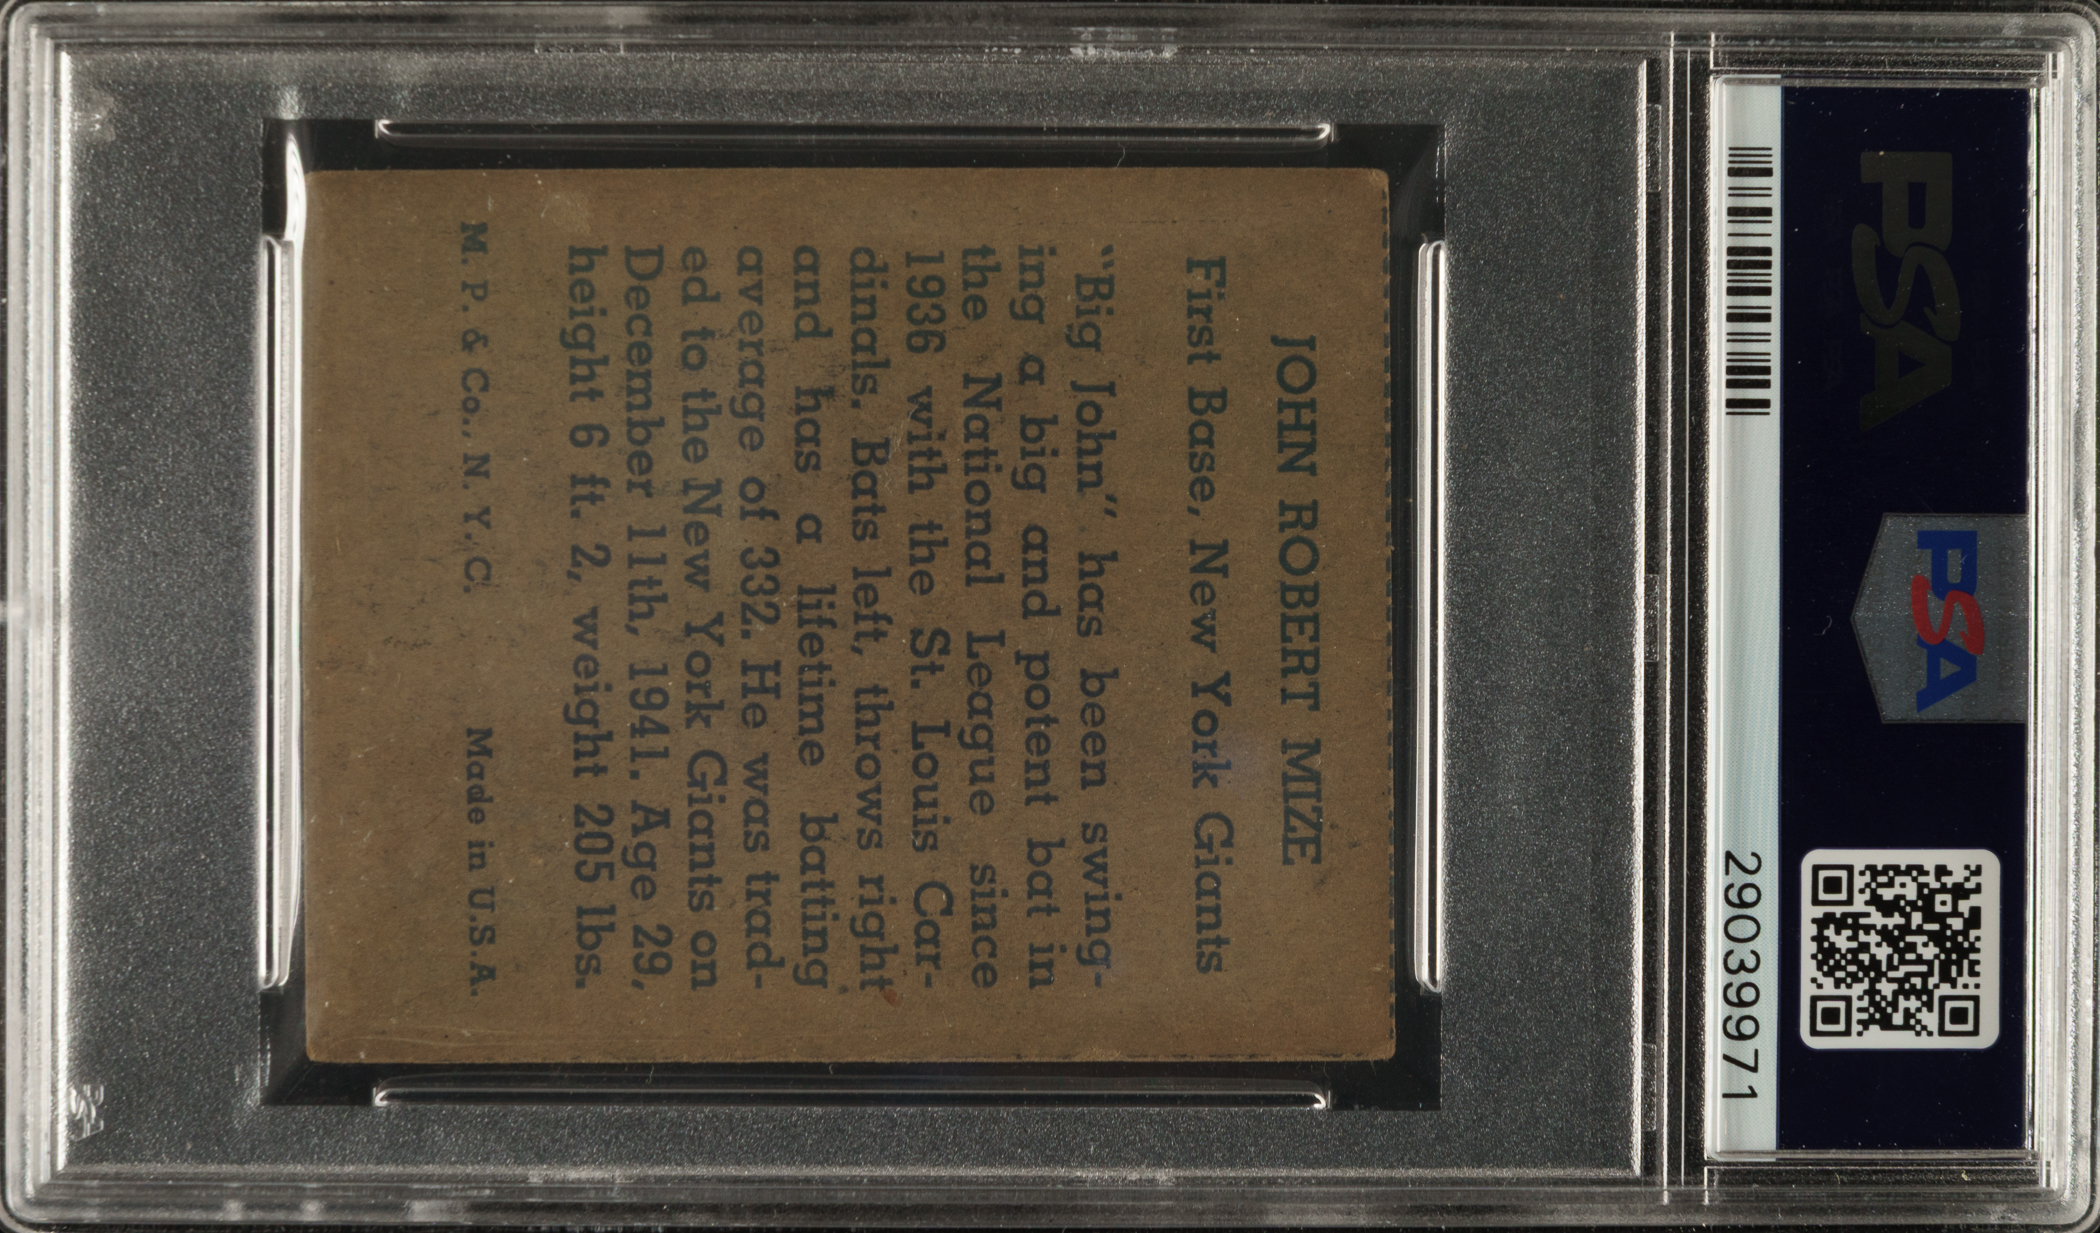 PSA
PSA
29039971
JOHN ROBERT MIZE
First Base, New York Giants
"Big John" has been swing-
ing a big and potent bat in
the National League since
1936 with the St. Louis Car-
dinals. Bats left, throws right
and has a lifetime batting
average of 332. He was trad-
ed to the New York Giants on
December 11th, 1941. Age 29,
height 6 ft. 2, weight 205 lbs.
M. P. & Co., N. Y. C. Made in U.S.A.